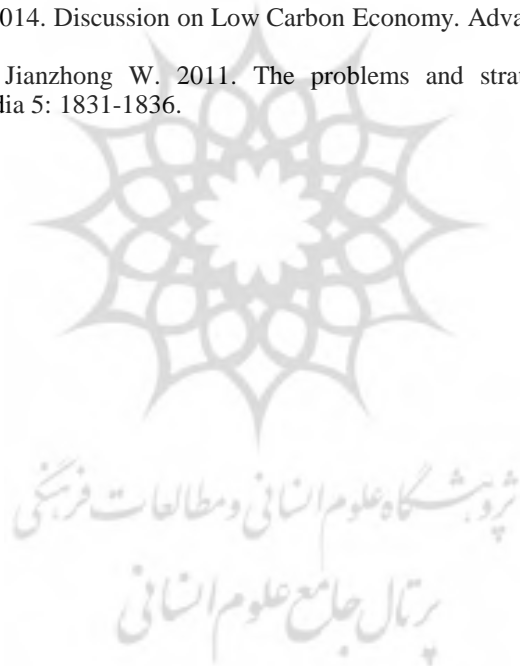 014. Discussion on Low Carbon Economy. Adva
Jianzhong W. 2011. The problems and strat
dia 5: 1831-1836.
پژوهشگاه علوم انسانی و مطالعات فرهنگی
پرتال جامع علوم انسانی